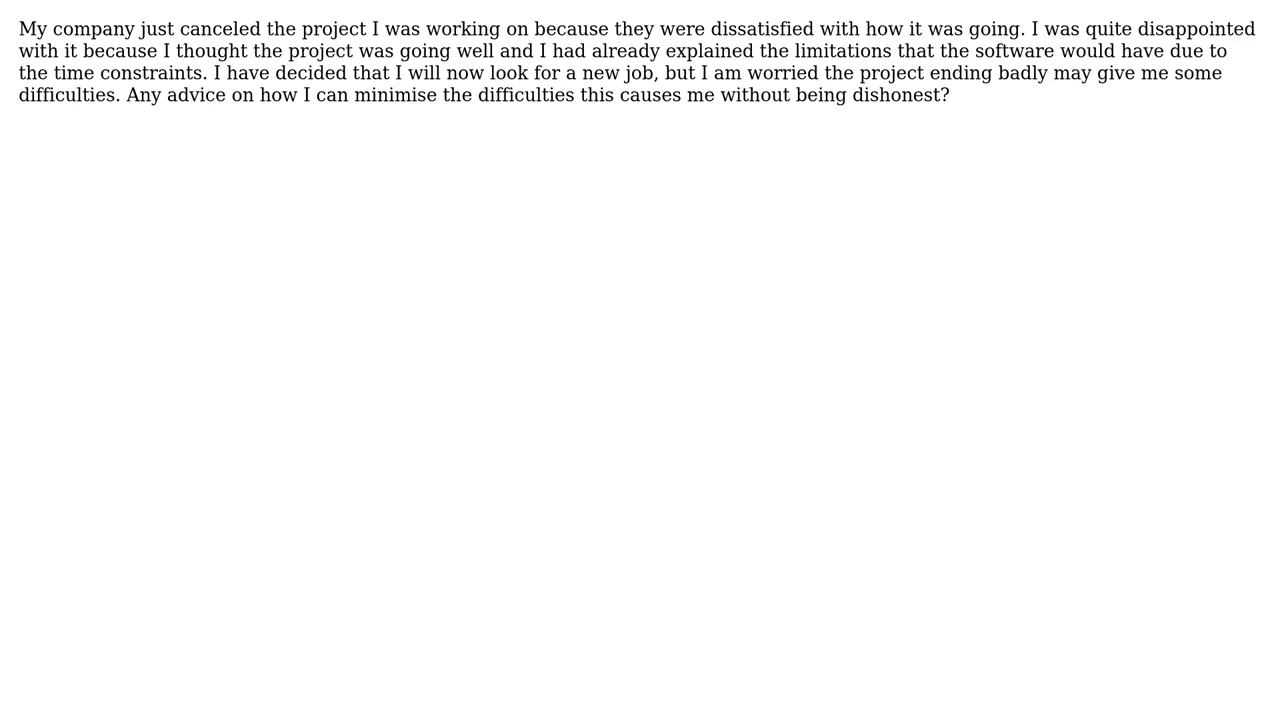 My company just canceled the project I was working on because they were dissatisfied with how it was going. I was quite disappointed
with it because I thought the project was going well and I had already explained the limitations that the software would have due to
the time constraints. I have decided that I will now look for a new job, but I am worried the project ending badly may give me some
difficulties. Any advice on how I can minimise the difficulties this causes me without being dishonest?